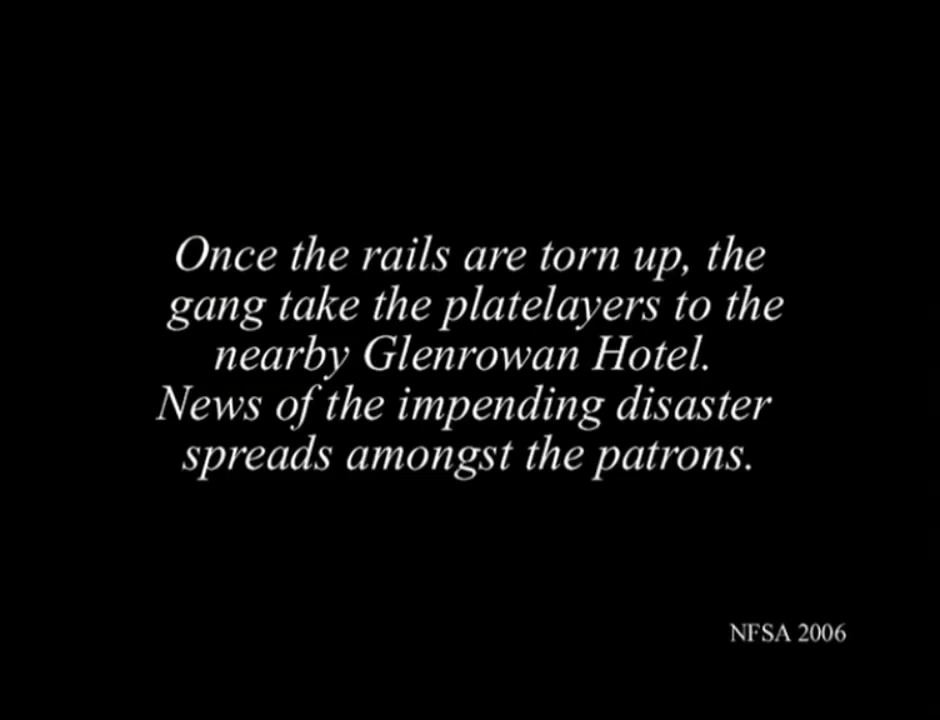 Once the rails are torn up, the
gang take the platelayers to the
nearby Glenrowan Hotel.
News of the impending disaster
spreads amongst the patrons.
NFSA 2006